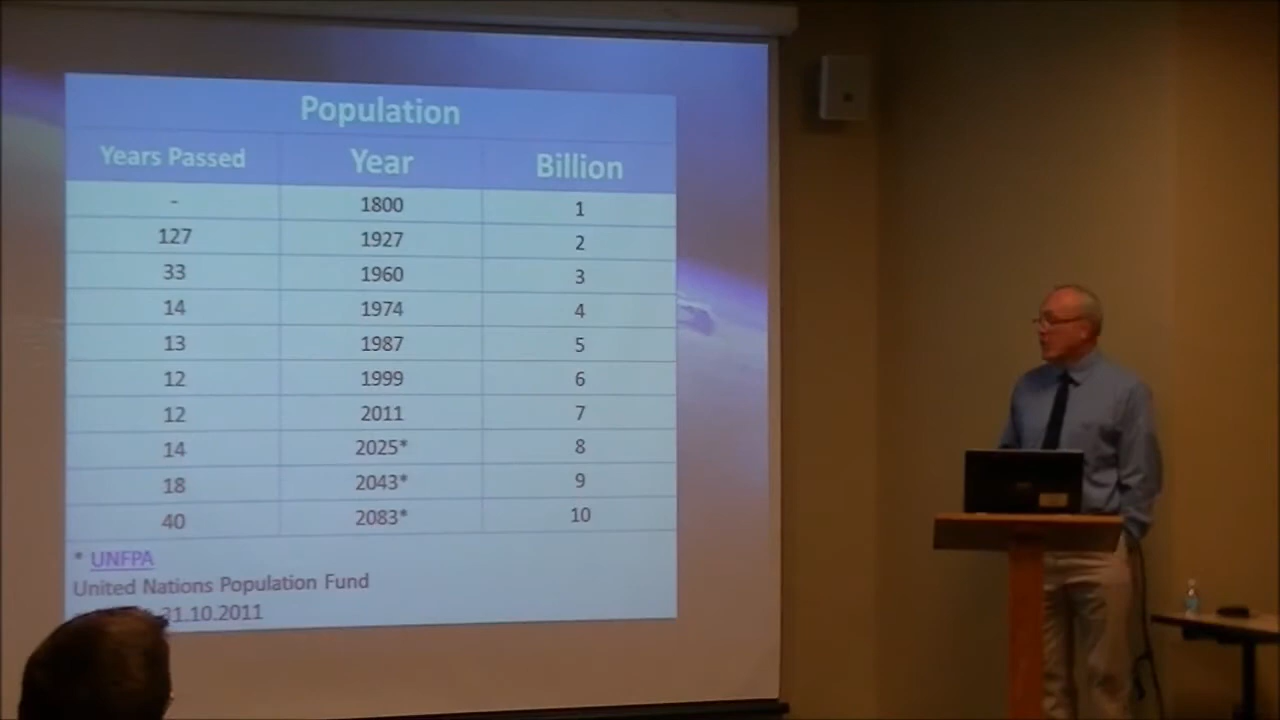 Population
Years Passed Year Billion
- 1800 1
127 1927 2
33 1960 3
14 1974 4
13 1987 5
12 1999 6
12 2011 7
14 2025* 8
18 2043* 9
40 2083* 10
* UNFPA
United Nations Population Fund
31.10.2011